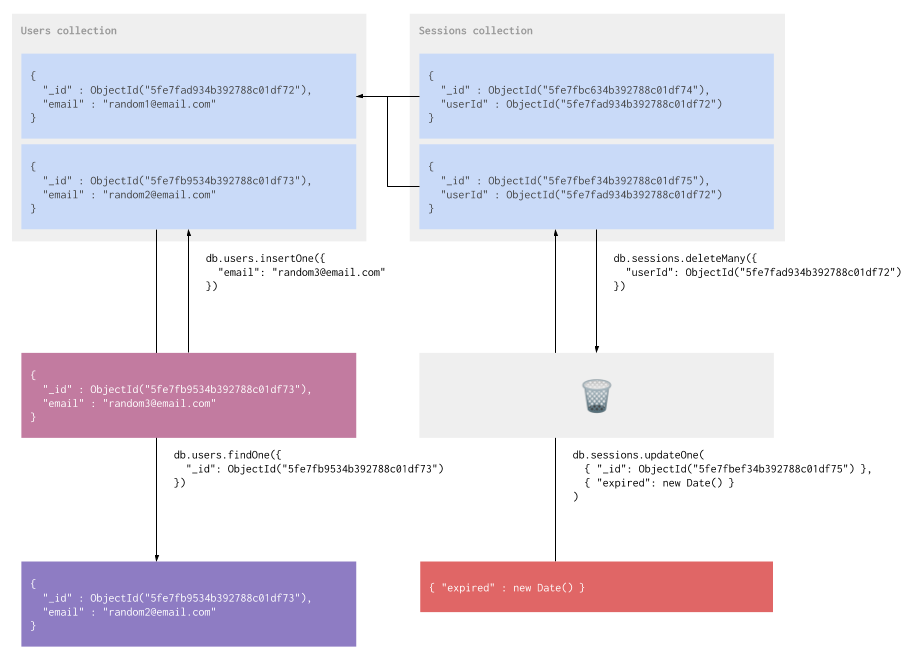 Users collection
{
"_id" : ObjectId("5fe7fad934b392788c01df72"),
"email" : "random1@email.com"
}
{
"_id" : ObjectId("5fe7fb9534b392788c01df73"),
"email" : "random2@email.com"
}
Sessions collection
{
"_id" : ObjectId("5fe7fbc634b392788c01df74"),
"userId" : ObjectId("5fe7fad934b392788c01df72")
}
{
"_id" : ObjectId("5fe7fbef34b392788c01df75"),
"userId" : ObjectId("5fe7fad934b392788c01df72")
}
db.users.insertOne({
"email": "random3@email.com"
})
db.sessions.deleteMany({
"userId": ObjectId("5fe7fad934b392788c01df72")
})
{
"_id" : ObjectId("5fe7fb9534b392788c01df73"),
"email" : "random3@email.com"
}
db.users.findOne({
"_id": ObjectId("5fe7fb9534b392788c01df73")
})
db.sessions.updateOne(
{ "_id": ObjectId("5fe7fbef34b392788c01df75") },
{ "expired": new Date() }
)
{
"_id" : ObjectId("5fe7fb9534b392788c01df73"),
"email" : "random2@email.com"
}
{ "expired" : new Date() }